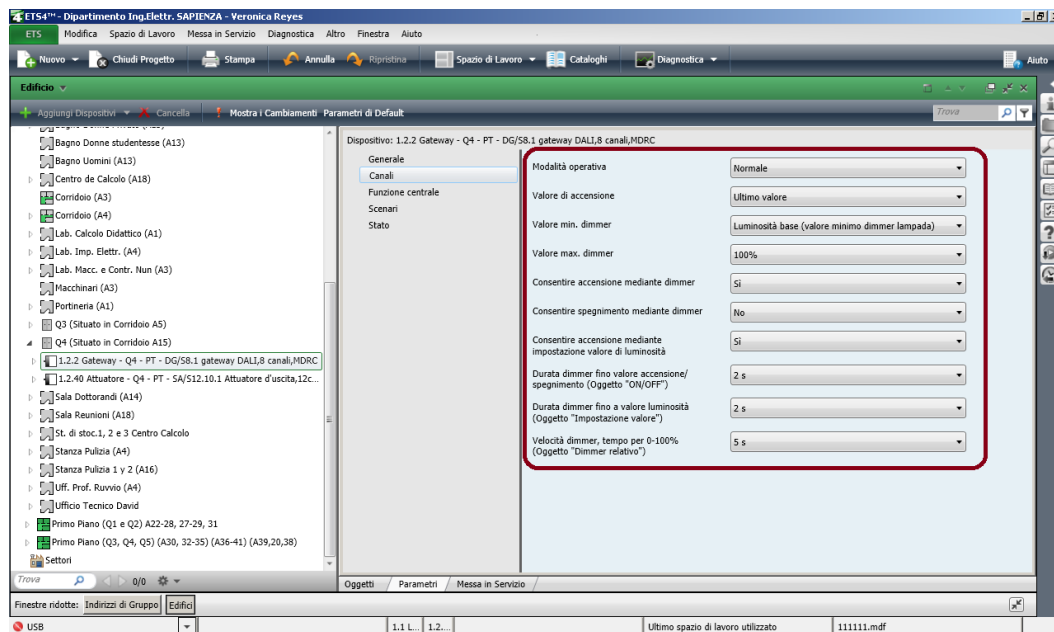 ETS4™ - Dipartimento Ing.Elettr. SAPIENZA - Veronica Reyes
ETS Modifica Spazio di Lavoro Messa in Servizio Diagnostica Altro Finestra Aiuto
Nuovo Chiudi Progetto Stampa Annulla Ripristina Spazio di Lavoro Cataloghi Diagnostica Aiuto
Edificio
Aggiungi Dispositivi Cancella Mostra i Cambiamenti Parametri di Default Trova
Bagno Donne studentesse (A13)
Bagno Uomini (A13)
Centro de Calcolo (A18)
Corridoio (A3)
Corridoio (A4)
Lab. Calcolo Didattico (A1)
Lab. Imp. Elettr. (A4)
Lab. Macc. e Contr. Nun (A3)
Macchinari (A3)
Portineria (A1)
Q3 (Situato in Corridoio A5)
Q4 (Situato in Corridoio A15)
1.2.2 Gateway - Q4 - PT - DG/S8.1 gateway DALI,8 canali,MDRC
1.2.40 Attuatore - Q4 - PT - SA/S12.10.1 Attuatore d'uscita,12c...
Sala Dottorandi (A14)
Sala Reunioni (A18)
St. di stoc.1, 2 e 3 Centro Calcolo
Stanza Pulizia (A4)
Stanza Pulizia 1 y 2 (A16)
Uff. Prof. Ruvvio (A4)
Ufficio Tecnico David
Primo Piano (Q1 e Q2) A22-28, 27-29, 31
Primo Piano (Q3, Q4, Q5) (A30, 32-35) (A36-41) (A39,20,38)
Settori
Trova 0/0
Dispositivo: 1.2.2 Gateway - Q4 - PT - DG/S8.1 gateway DALI,8 canali,MDRC
Generale
Canali
Funzione centrale
Scenari
Stato
Modalità operativa Normale
Valore di accensione Ultimo valore
Valore min. dimmer Luminosità base (valore minimo dimmer lampada)
Valore max. dimmer 100%
Consentire accensione mediante dimmer Si
Consentire spegnimento mediante dimmer No
Consentire accensione mediante
impostazione valore di luminosità Si
Durata dimmer fino valore accensione/
spegnimento (Oggetto "ON/OFF") 2 s
Durata dimmer fino a valore luminosità
(Oggetto "Impostazione valore") 2 s
Velocità dimmer, tempo per 0-100%
(Oggetto "Dimmer relativo") 5 s
Oggetti Parametri Messa in Servizio
Finestre ridotte: Indirizzi di Gruppo Edifici
USB 1.1 L... 1.2.... Ultimo spazio di lavoro utilizzato 111111.mdf